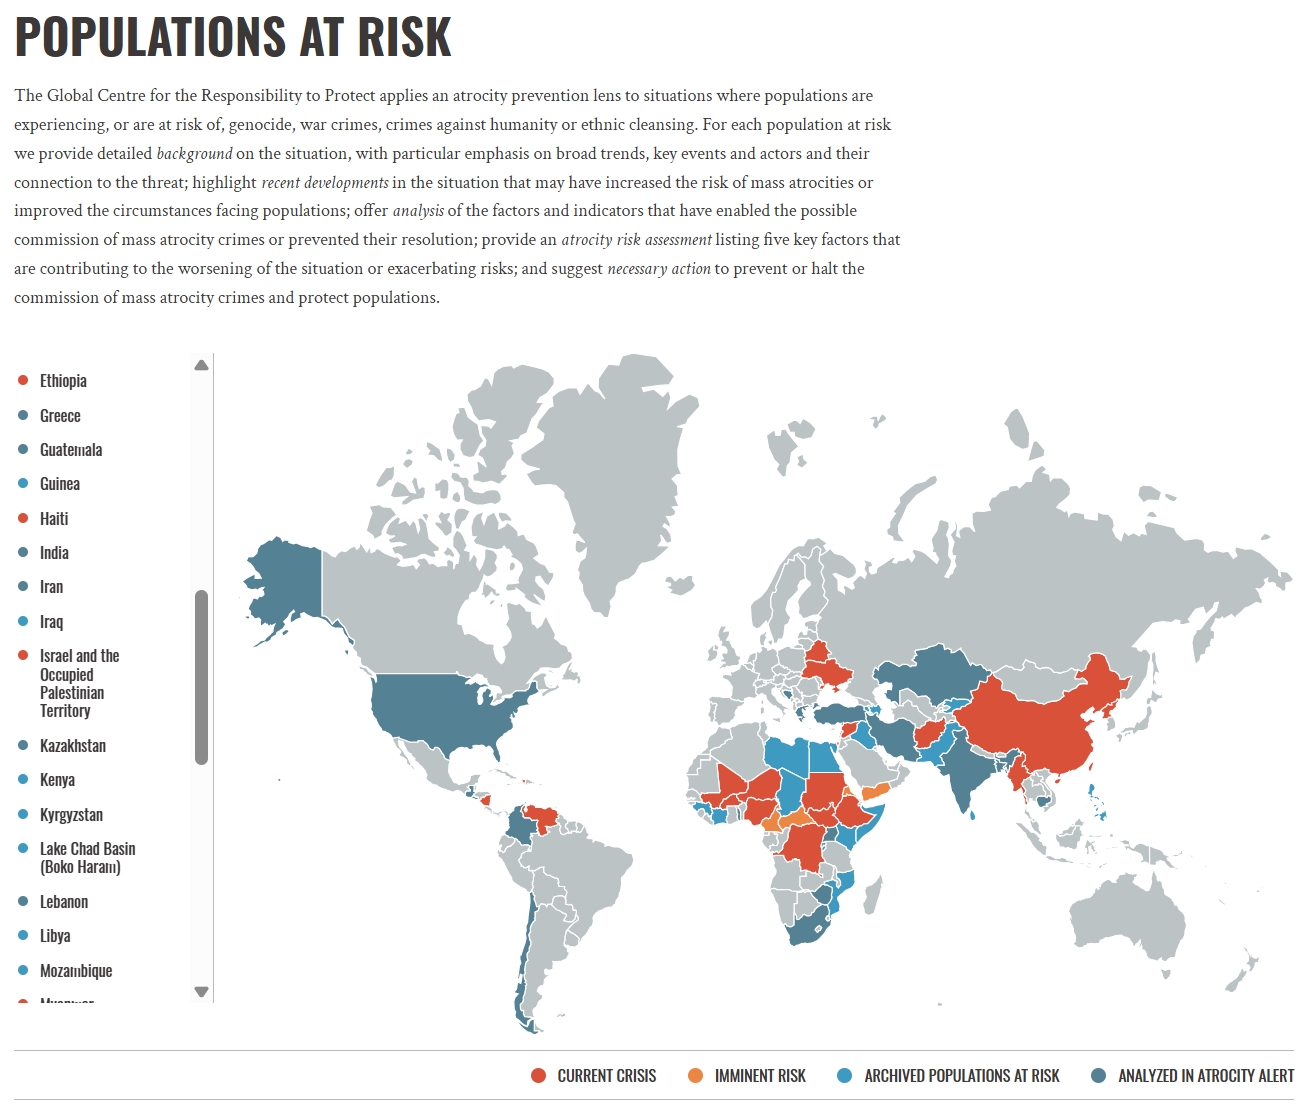 POPULATIONS AT RISK
The Global Centre for the Responsibility to Protect applies an atrocity prevention lens to situations where populations are
experiencing, or are at risk of, genocide, war crimes, crimes against humanity or ethnic cleansing. For each population at risk
we provide detailed background on the situation, with particular emphasis on broad trends, key events and actors and their
connection to the threat; highlight recent developments in the situation that may have increased the risk of mass atrocities or
improved the circumstances facing populations; offer analysis of the factors and indicators that have enabled the possible
commission of mass atrocity crimes or prevented their resolution; provide an atrocity risk assessment listing five key factors that
are contributing to the worsening of the situation or exacerbating risks; and suggest necessary action to prevent or halt the
commission of mass atrocity crimes and protect populations.
Ethiopia
Greece
Guatemala
Guinea
Haiti
India
Iran
Iraq
Israel and the
Occupied
Palestinian
Territory
Kazakhstan
Kenya
Kyrgyzstan
Lake Chad Basin
(Boko Haram)
Lebanon
Libya
Mozambique
CURRENT CRISIS
IMMINENT RISK
ARCHIVED POPULATIONS AT RISK
ANALYZED IN ATROCITY ALERT